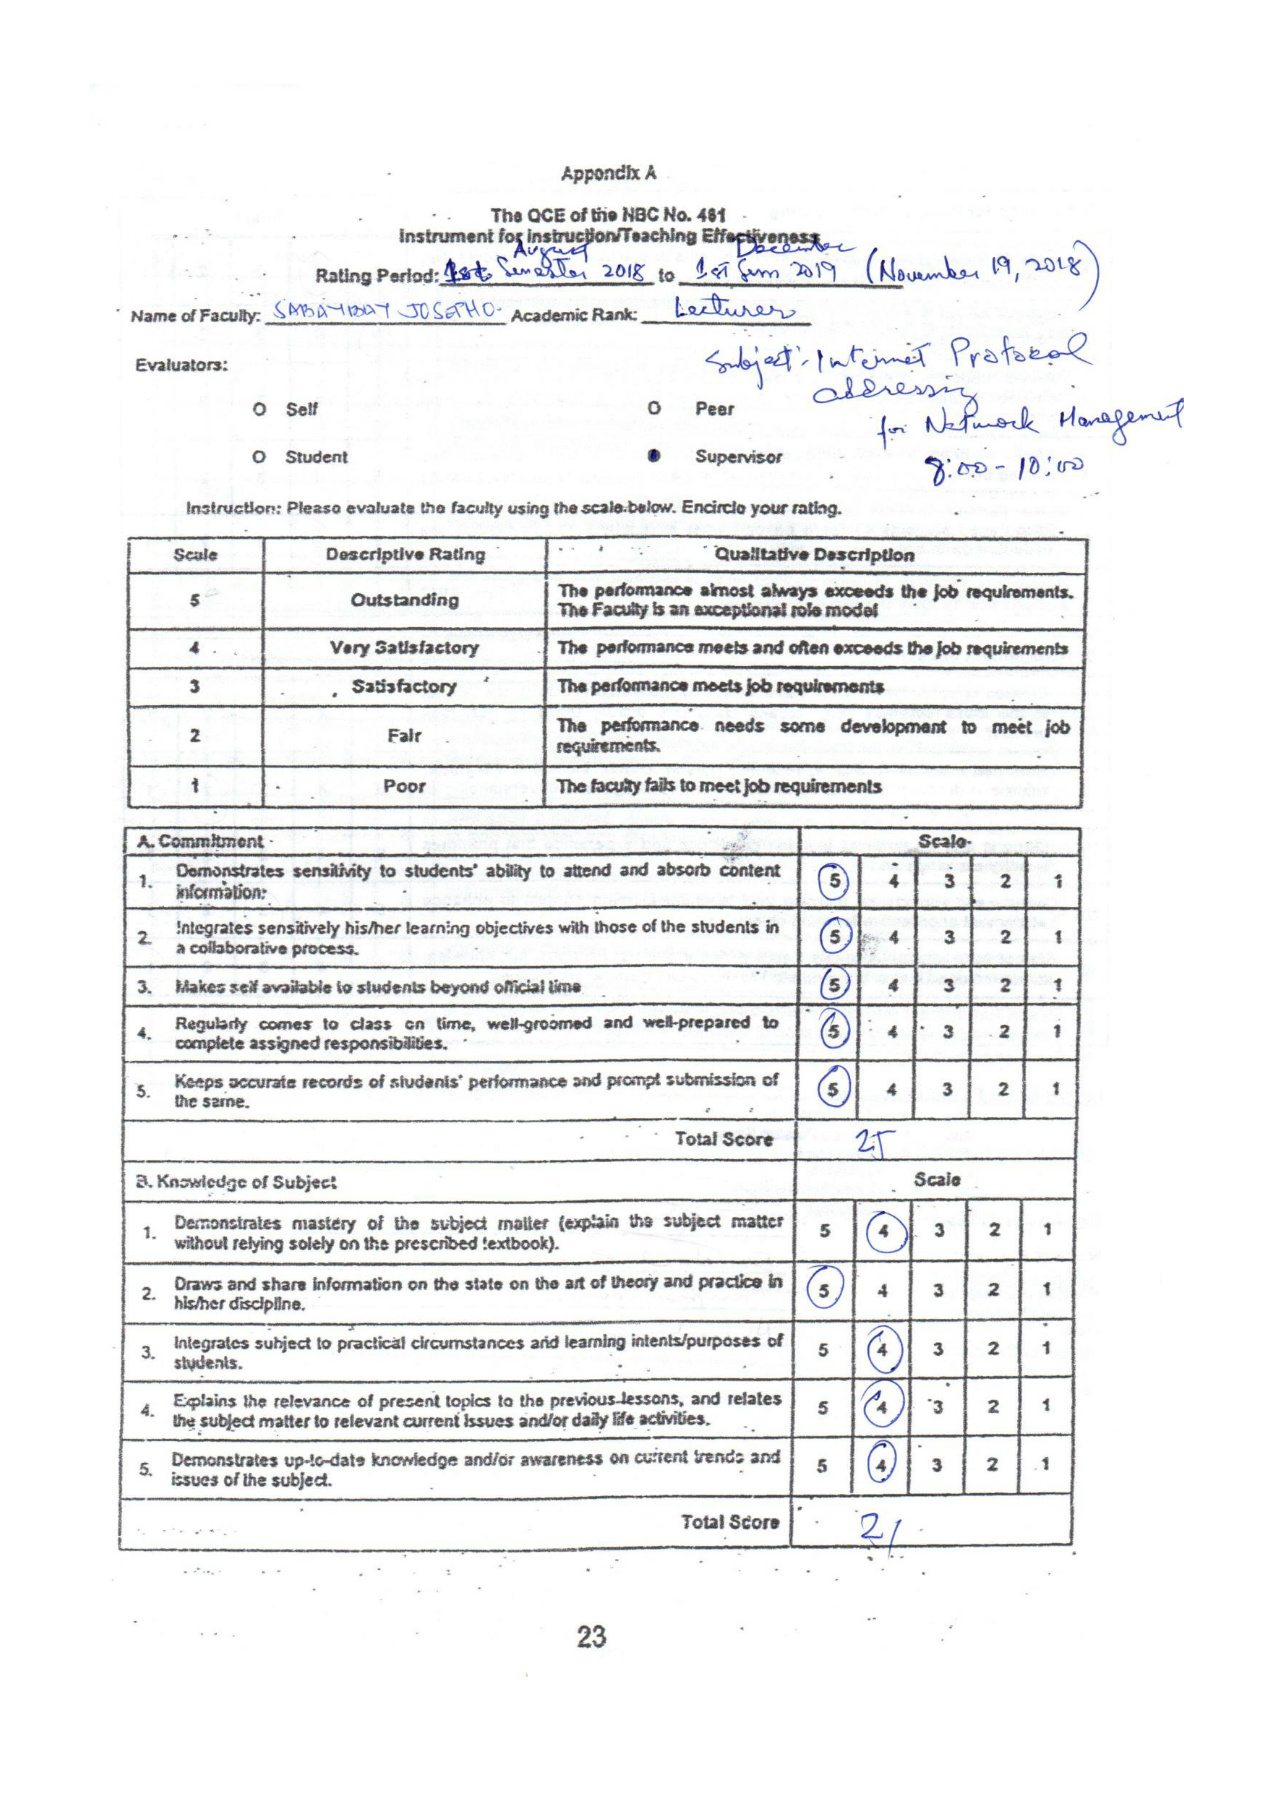 Appendix A
The QCE of the NBC No. 461
Instrument for Instruction/Teaching Effectiveness
August December
Rating Period: 1st Semester 2018 to 1st Sem 2019 (November 19, 2018)
Name of Faculty: Academic Rank: Lecturer
Subject: Internet Protocol
Evaluators:
addressing
Self Peer
for Network Management
Student Supervisor
8:00 - 10:00
Instruction: Please evaluate the faculty using the scale below. Encircle your rating.
Scale Descriptive Rating Qualitative Description
5 Outstanding The performance almost always exceeds the job requirements.
The Faculty is an exceptional role model
4 Very Satisfactory The performance meets and often exceeds the job requirements
3 Satisfactory The performance meets job requirements
2 Fair The performance needs some development to meet job
requirements.
1 Poor The faculty fails to meet job requirements
A. Commitment Scale
1. Demonstrates sensitivity to students' ability to attend and absorb content
information: 5 4 3 2 1
2. Integrates sensitively his/her learning objectives with those of the students in
a collaborative process. 5 4 3 2 1
3. Makes self available to students beyond official time 5 4 3 2 1
4. Regularly comes to class on time, well-groomed and well-prepared to
complete assigned responsibilities. 5 4 3 2 1
5. Keeps accurate records of students' performance and prompt submission of
the same. 5 4 3 2 1
Total Score 25
B. Knowledge of Subject Scale
1. Demonstrates mastery of the subject matter (explain the subject matter
without relying solely on the prescribed textbook). 5 4 3 2 1
2. Draws and share information on the state on the art of theory and practice in
his/her discipline. 5 4 3 2 1
3. Integrates subject to practical circumstances and learning intents/purposes of
students. 5 4 3 2 1
4. Explains the relevance of present topics to the previous lessons, and relates
the subject matter to relevant current issues and/or daily life activities. 5 4 3 2 1
5. Demonstrates up-to-date knowledge and/or awareness on current trends and
issues of the subject. 5 4 3 2 1
Total Score 21
23